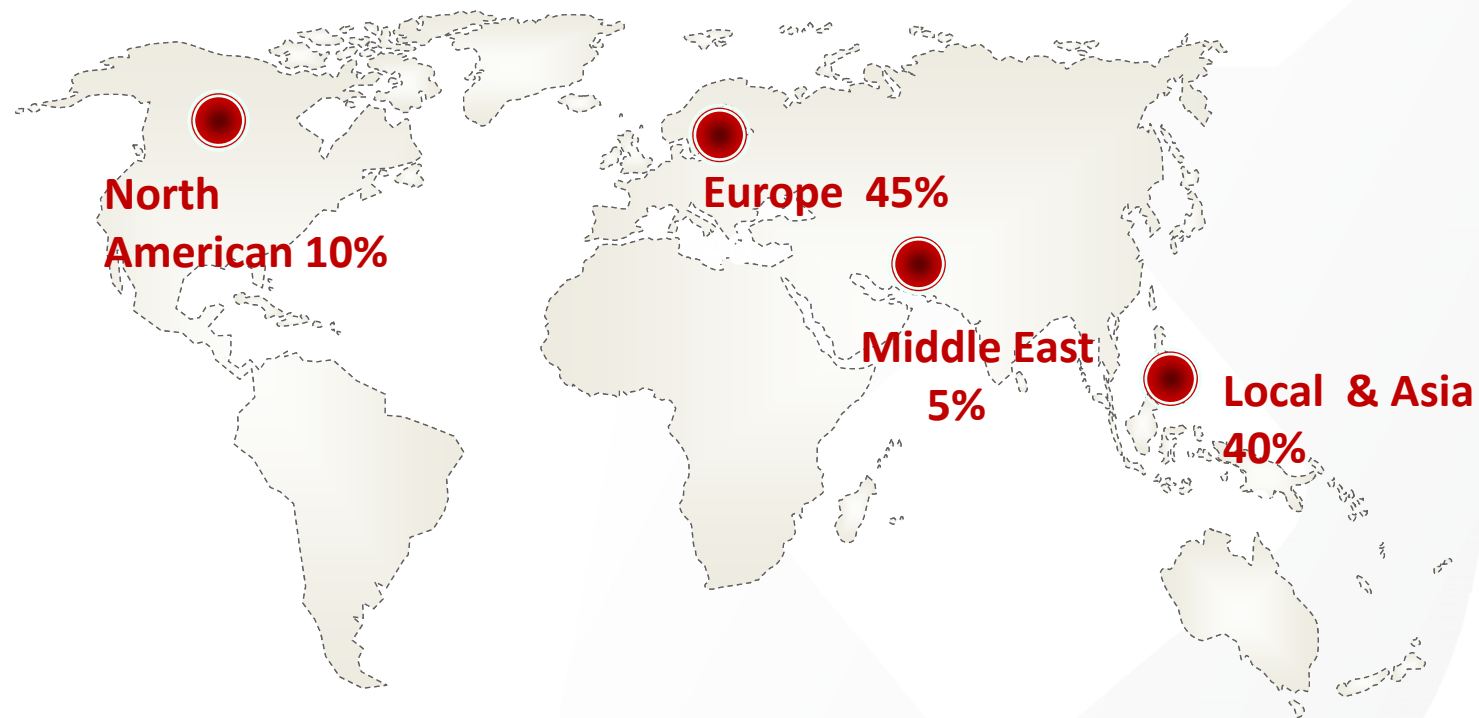 North
American 10%
Europe  45%
Middle East
5%
Local  & Asia
40%